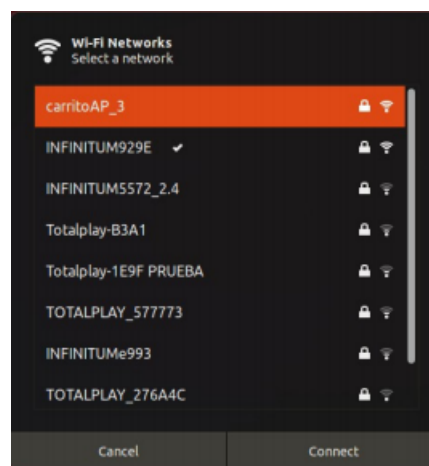 Wi-Fi Networks
Select a network
carritoAP_3
INFINITUM929E
INFINITUM5572_2.4
Totalplay-B3A1
Totalplay-1E9F PRUEBA
TOTALPLAY_577773
INFINITUMe993
TOTALPLAY_276A4C
Cancel
Connect